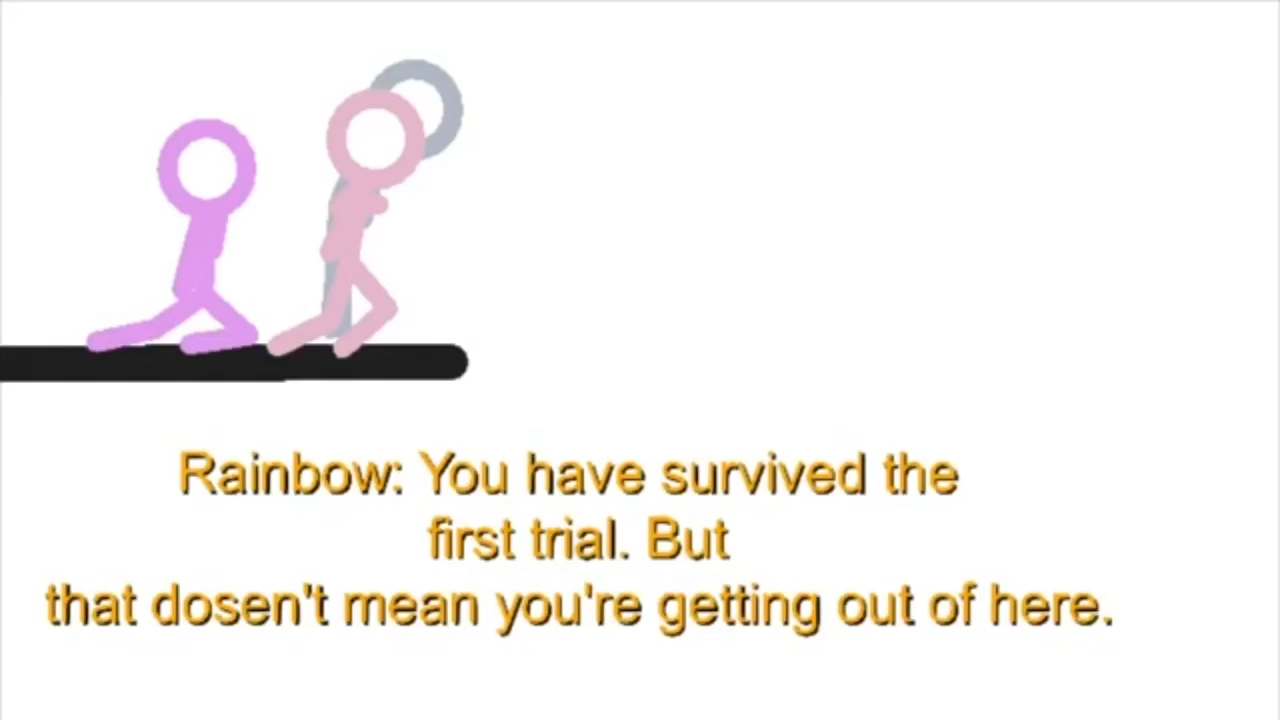 Rainbow: You have survived the
first trial. But
that dosen't mean you're getting out of here.